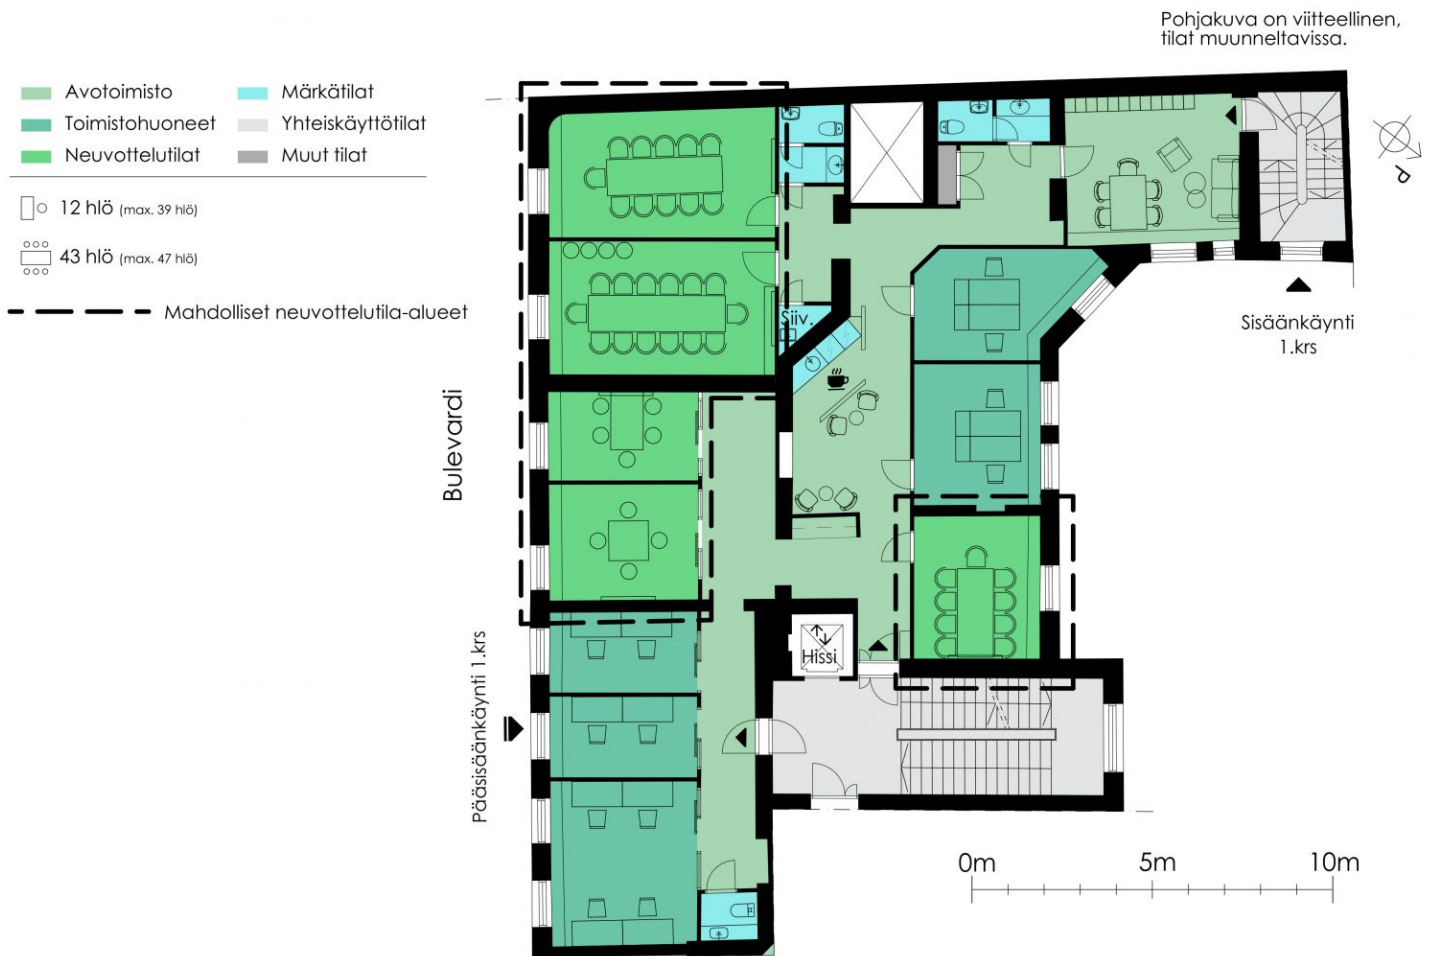 Pohjakuva on viitteellinen,
tilat muunneltavissa.
Avotoimisto
Märkätilat
Toimistohuoneet
Yhteiskäyttötilat
Neuvottelutilat
Muut tilat
12 hlö (max. 39 hlö)
43 hlö (max. 47 hlö)
Mahdolliset neuvottelutila-alueet
P
Siiv.
Sisäänkäynti
1.krs
Bulevardi
Hissi
Pääsisäänkäynti 1.krs
0m 5m 10m